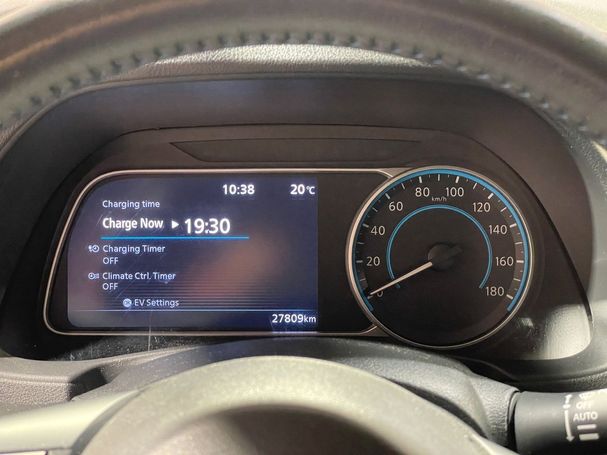 10:38 20°C
Charging time
Charge Now ▶ 19:30
Charging Timer
OFF
Climate Ctrl. Timer
OFF
EV Settings
27809km
0 20 40 60 80 100 120 140 160 180
km/h
OFF
AUTO